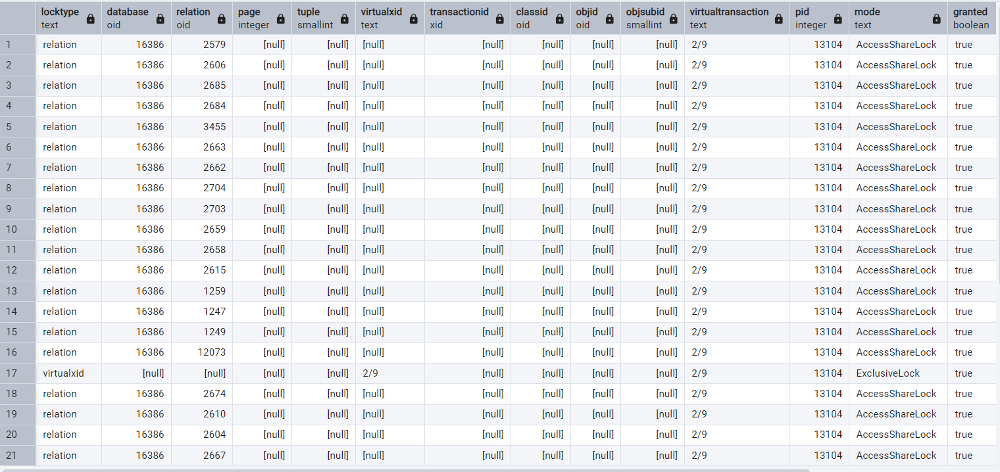 locktype database relation page tuple virtualxid transactionid classid objid objsubid virtualtransaction pid mode granted
text oid oid integer smallint text xid oid oid smallint text integer text boolean
1 relation 16386 2579 [null] [null] [null] [null] [null] [null] [null] 2/9 13104 AccessShareLock true
2 relation 16386 2606 [null] [null] [null] [null] [null] [null] [null] 2/9 13104 AccessShareLock true
3 relation 16386 2685 [null] [null] [null] [null] [null] [null] [null] 2/9 13104 AccessShareLock true
4 relation 16386 2684 [null] [null] [null] [null] [null] [null] [null] 2/9 13104 AccessShareLock true
5 relation 16386 3455 [null] [null] [null] [null] [null] [null] [null] 2/9 13104 AccessShareLock true
6 relation 16386 2663 [null] [null] [null] [null] [null] [null] [null] 2/9 13104 AccessShareLock true
7 relation 16386 2662 [null] [null] [null] [null] [null] [null] [null] 2/9 13104 AccessShareLock true
8 relation 16386 2704 [null] [null] [null] [null] [null] [null] [null] 2/9 13104 AccessShareLock true
9 relation 16386 2703 [null] [null] [null] [null] [null] [null] [null] 2/9 13104 AccessShareLock true
10 relation 16386 2659 [null] [null] [null] [null] [null] [null] [null] 2/9 13104 AccessShareLock true
11 relation 16386 2658 [null] [null] [null] [null] [null] [null] [null] 2/9 13104 AccessShareLock true
12 relation 16386 2615 [null] [null] [null] [null] [null] [null] [null] 2/9 13104 AccessShareLock true
13 relation 16386 1259 [null] [null] [null] [null] [null] [null] [null] 2/9 13104 AccessShareLock true
14 relation 16386 1247 [null] [null] [null] [null] [null] [null] [null] 2/9 13104 AccessShareLock true
15 relation 16386 1249 [null] [null] [null] [null] [null] [null] [null] 2/9 13104 AccessShareLock true
16 relation 16386 12073 [null] [null] [null] [null] [null] [null] [null] 2/9 13104 AccessShareLock true
17 virtualxid [null] [null] [null] [null] 2/9 [null] [null] [null] [null] 2/9 13104 ExclusiveLock true
18 relation 16386 2674 [null] [null] [null] [null] [null] [null] [null] 2/9 13104 AccessShareLock true
19 relation 16386 2610 [null] [null] [null] [null] [null] [null] [null] 2/9 13104 AccessShareLock true
20 relation 16386 2604 [null] [null] [null] [null] [null] [null] [null] 2/9 13104 AccessShareLock true
21 relation 16386 2667 [null] [null] [null] [null] [null] [null] [null] 2/9 13104 AccessShareLock true